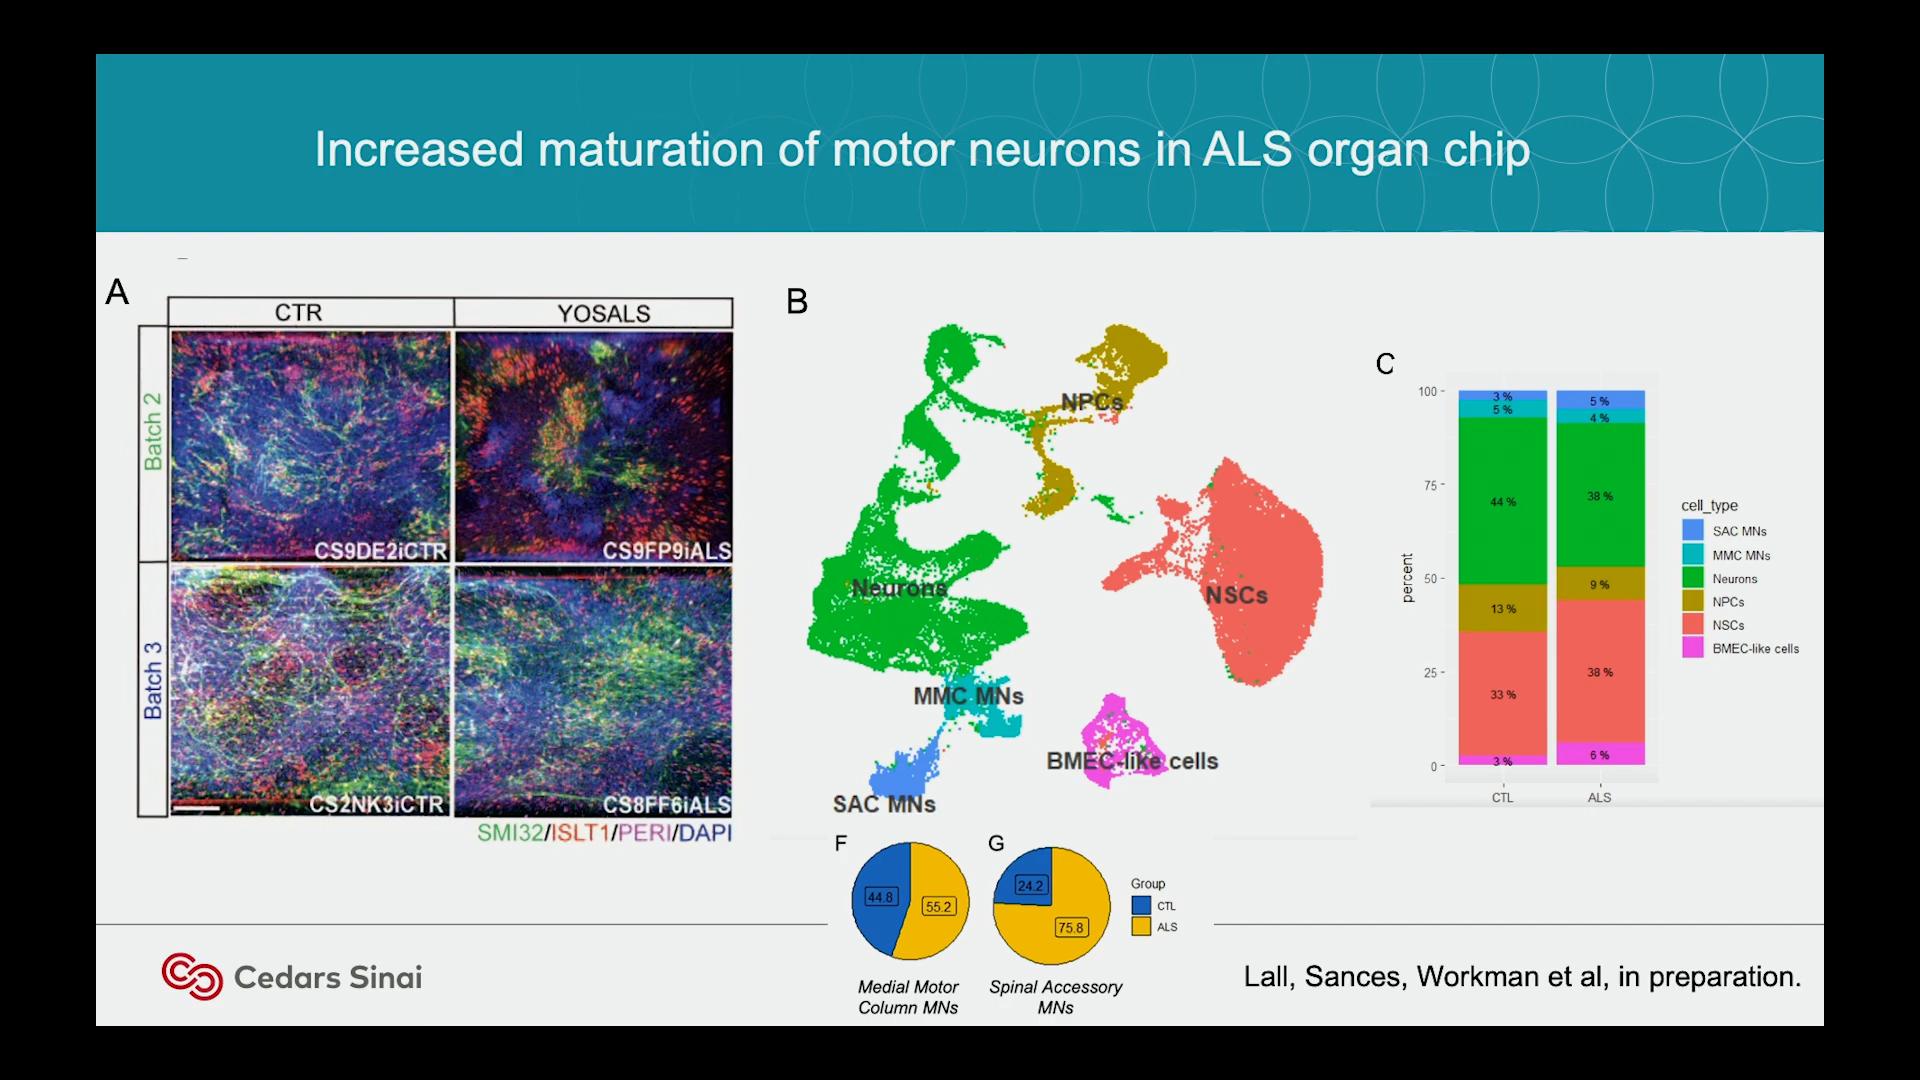 Increased maturation of motor neurons in ALS organ chip
A
CTR
YOSALS
Batch 2
CS9DE2iCTR
CS9FP9iALS
Batch 3
CS2NK3iCTR
CS8FF6iALS
SMI32/ISLT1/PERI/DAPI
B
NPCs
Neurons
NSCs
MMC MNs
BMEC-like cells
SAC MNs
C
percent
100
75
50
25
0
3 %
5 %
44 %
13 %
33 %
3 %
5 %
4 %
38 %
9 %
38 %
6 %
CTL
ALS
cell_type
SAC MNs
MMC MNs
Neurons
NPCs
NSCs
BMEC-like cells
F
44.8
55.2
Medial Motor
Column MNs
G
24.2
75.8
Spinal Accessory
MNs
Group
CTL
ALS
Cedars Sinai
Lall, Sances, Workman et al, in preparation.